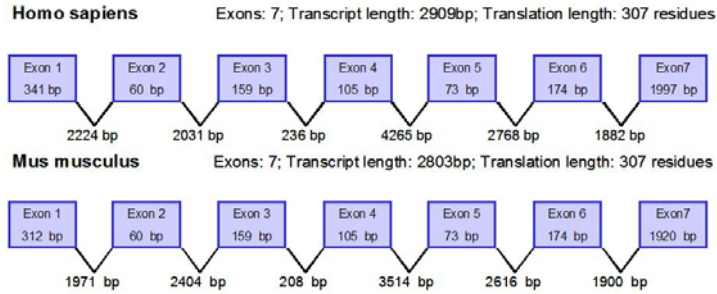 Homo sapiens Exons: 7; Transcript length: 2909bp; Translation length: 307 residues
Exon 1 Exon 2 Exon 3 Exon 4 Exon 5 Exon 6 Exon7
341 bp 60 bp 159 bp 105 bp 73 bp 174 bp 1997 bp
2224 bp 2031 bp 236 bp 4265 bp 2768 bp 1882 bp
Mus musculus Exons: 7; Transcript length: 2803bp; Translation length: 307 residues
Exon 1 Exon 2 Exon 3 Exon 4 Exon 5 Exon 6 Exon7
312 bp 60 bp 159 bp 105 bp 73 bp 174 bp 1920 bp
1971 bp 2404 bp 208 bp 3514 bp 2616 bp 1900 bp